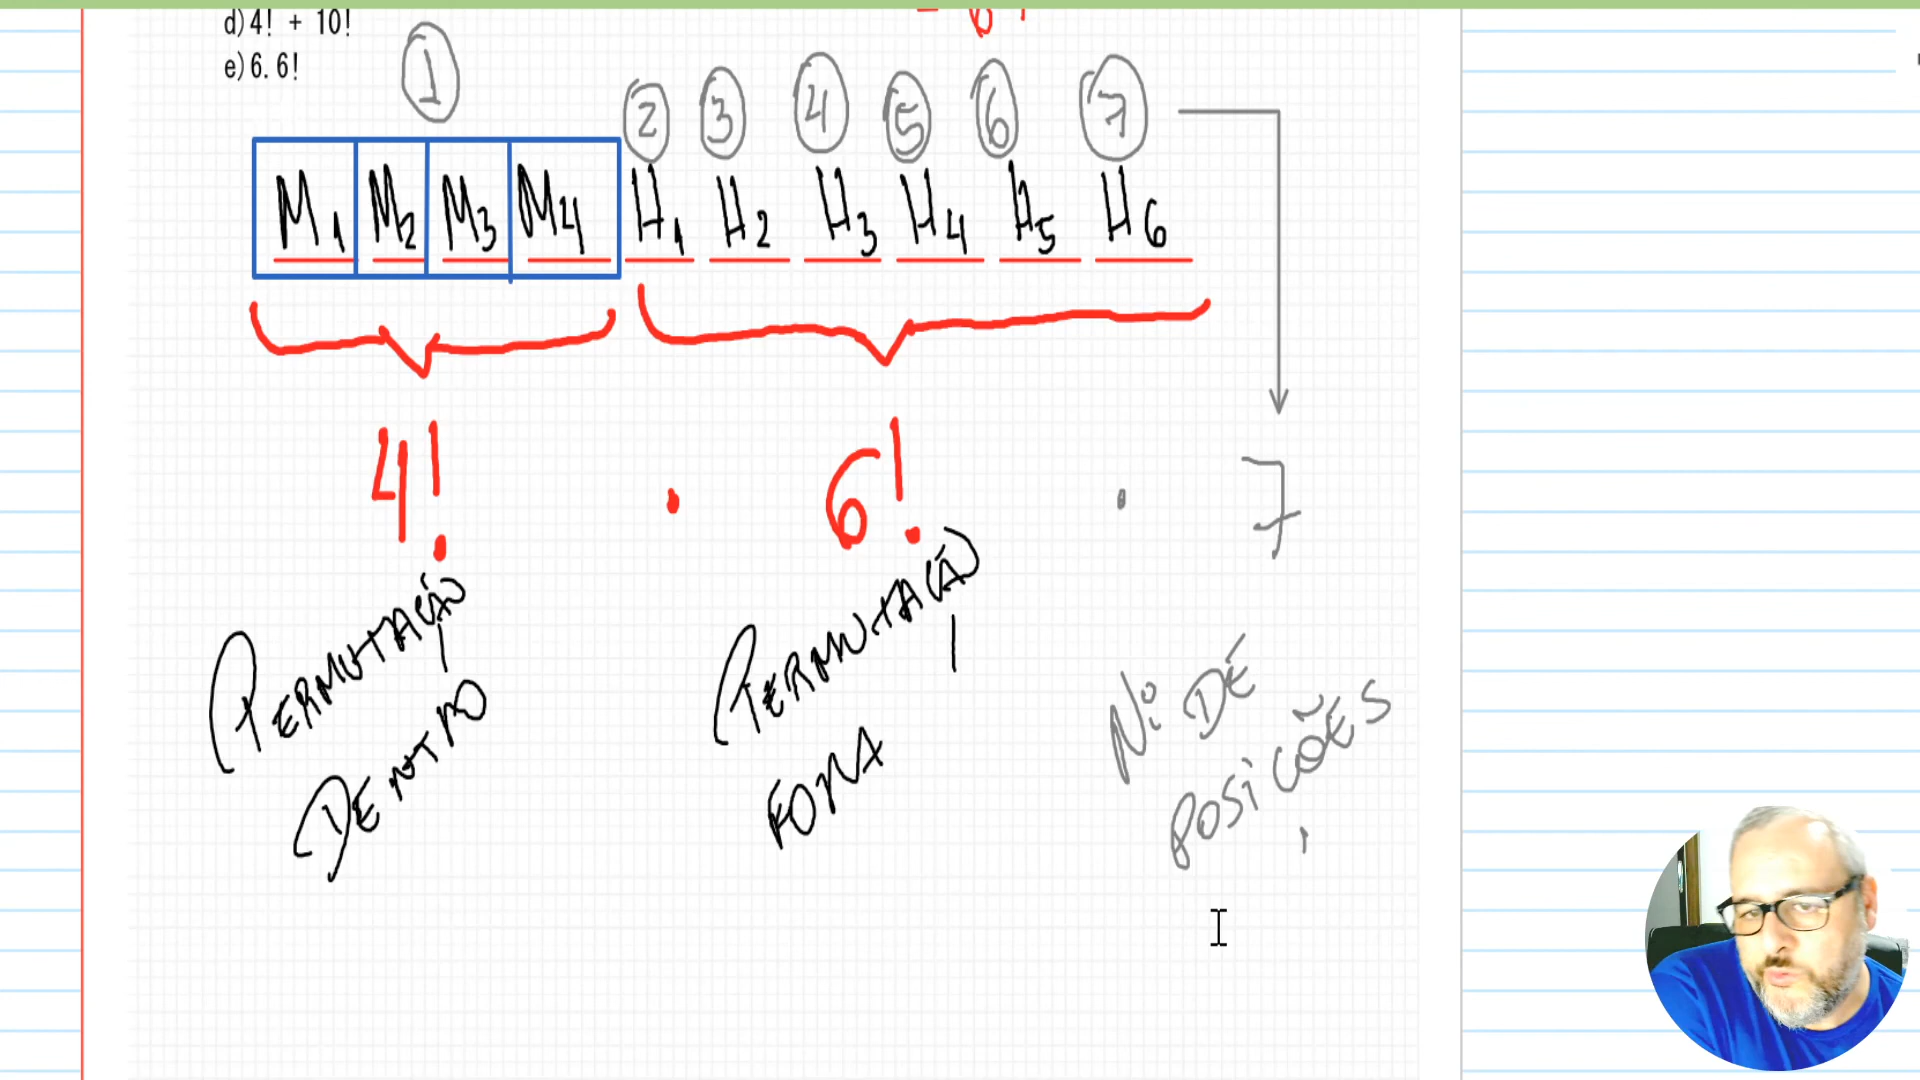 d) 4! + 10!
e) 6.6!
1 2 3 4 5 6 7
M1 M2 M3 M4 H1 H2 H3 H4 H5 H6
4! . 6! . 7
PERMUTAÇÃO
DENTRO
PERMUTAÇÃO
FORA
Nº DE
POSIÇÕES